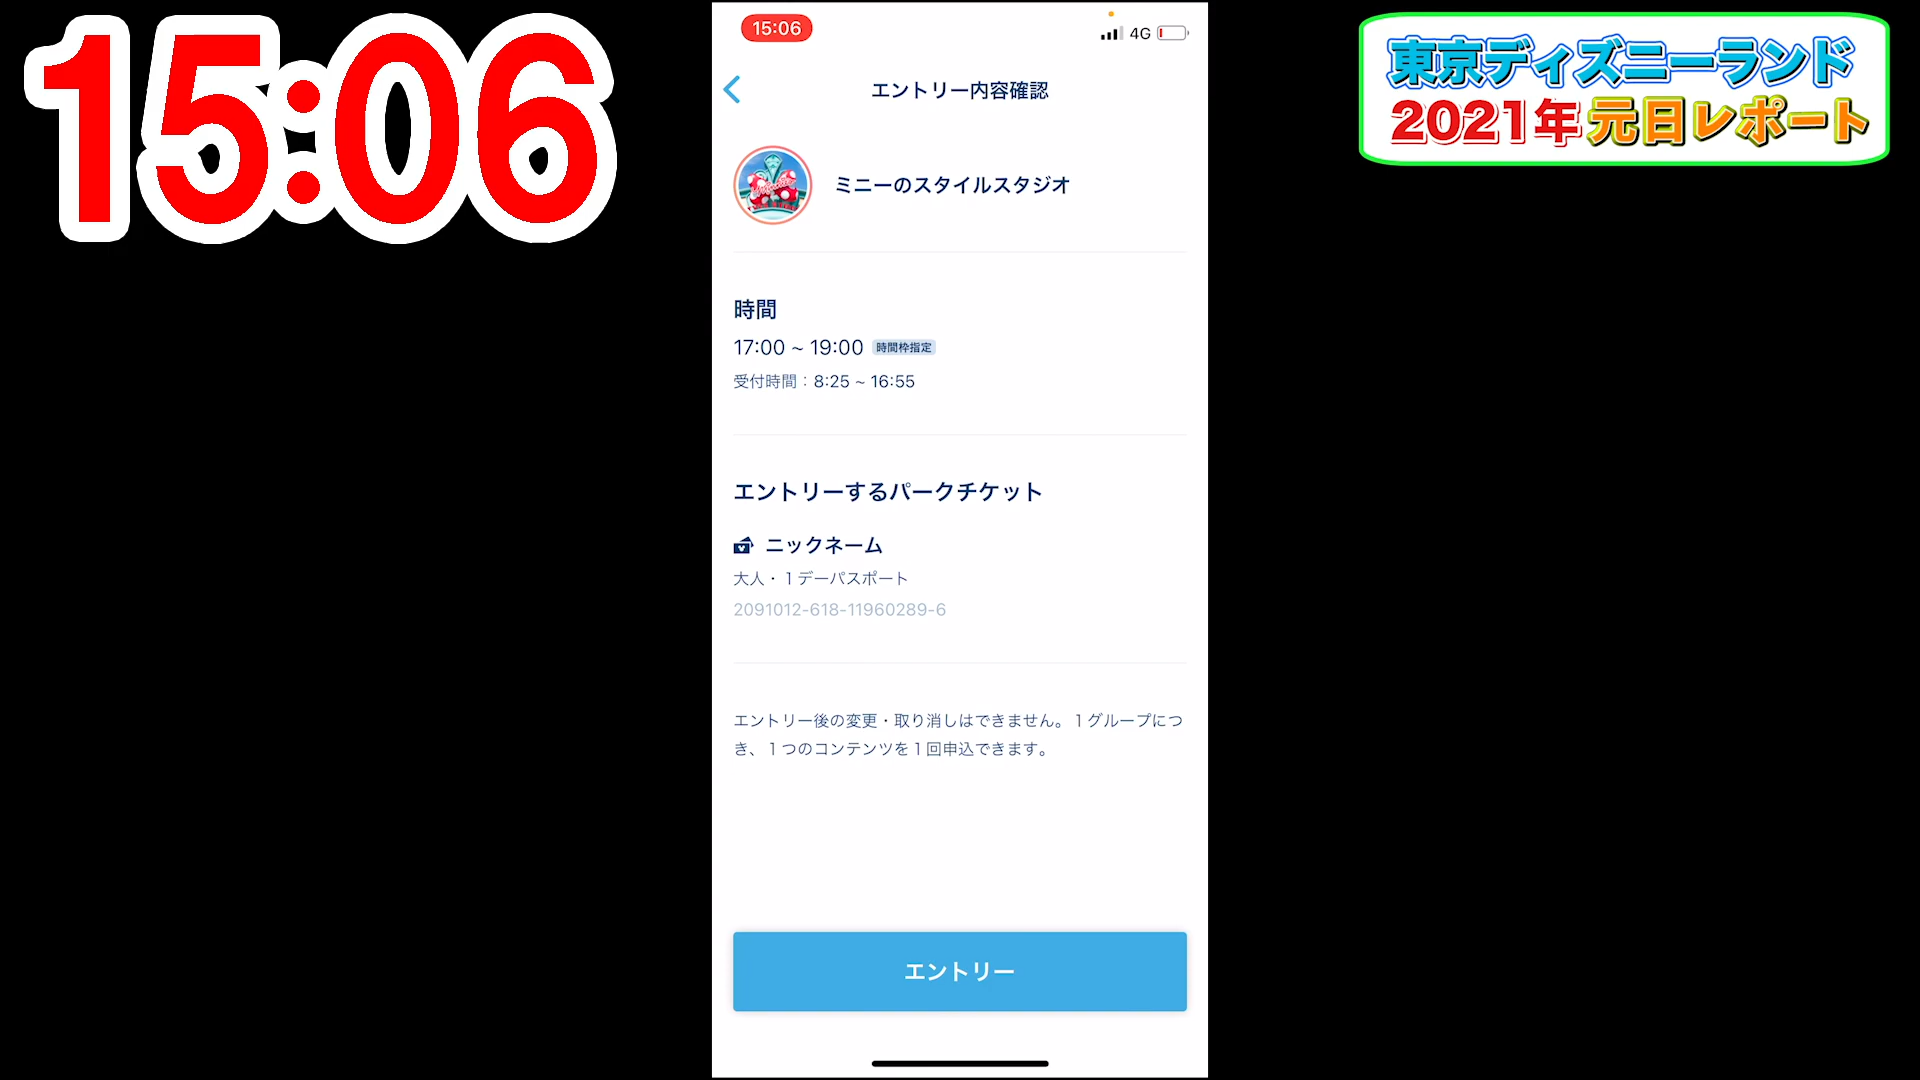 15:06
東京ディズニーランド
2021年 元日レポート
15:06
4G
エントリー内容確認
ミニーのスタイルスタジオ
時間
17:00 ~ 19:00 時間枠指定
受付時間：8:25 ~ 16:55
エントリーするパークチケット
ニックネーム
大人・１デーパスポート
2091012-618-11960289-6
エントリー後の変更・取り消しはできません。１グループにつ
き、１つのコンテンツを１回申込できます。
エントリー